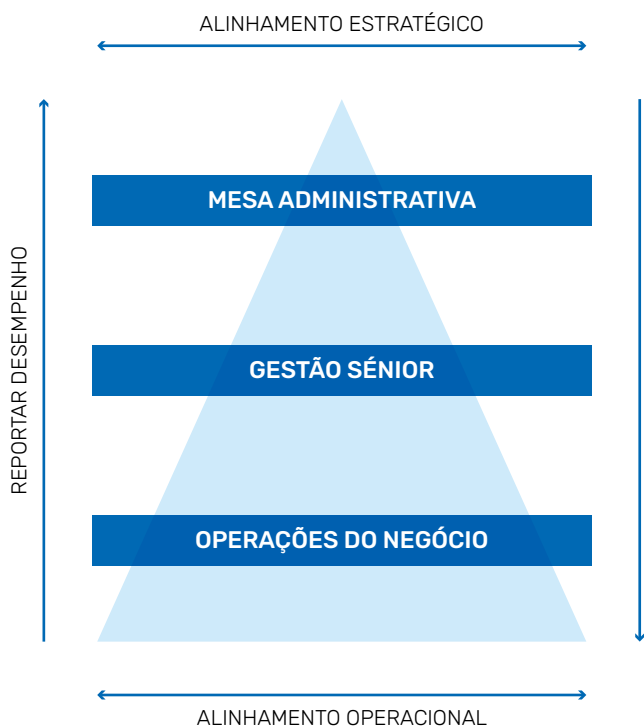 ALINHAMENTO ESTRATÉGICO
REPORTAR DESEMPENHO
MESA ADMINISTRATIVA
GESTÃO SÉNIOR
OPERAÇÕES DO NEGÓCIO
ALINHAMENTO OPERACIONAL